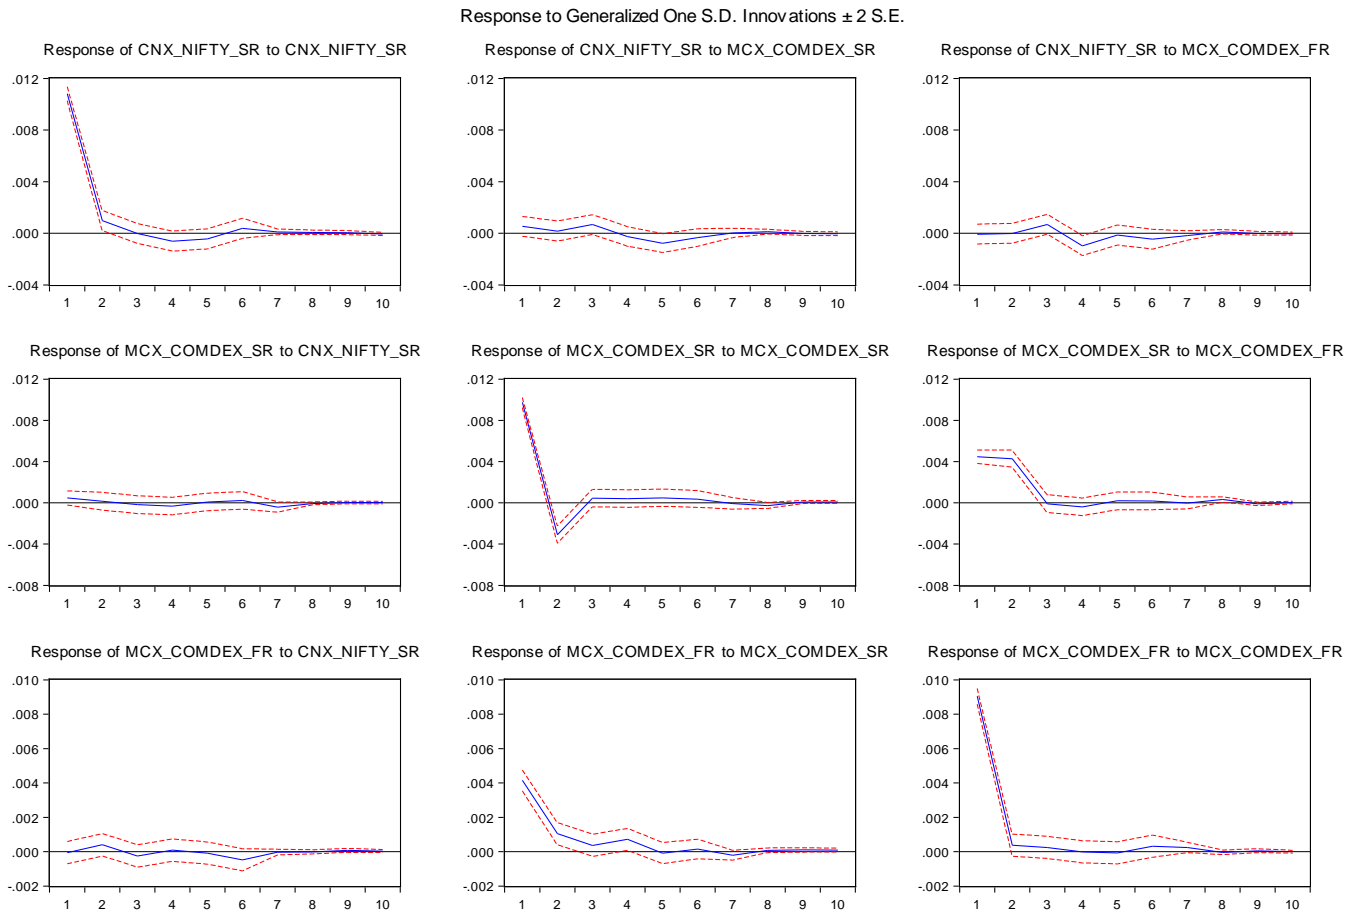 Response to Generalized One S.D. Innovations ± 2 S.E.
Response of CNX_NIFTY_SR to CNX_NIFTY_SR
.012
.008
.004
.000
-.004
1 2 3 4 5 6 7 8 9 10
Response of CNX_NIFTY_SR to MCX_COMDEX_SR
.012
.008
.004
.000
-.004
1 2 3 4 5 6 7 8 9 10
Response of CNX_NIFTY_SR to MCX_COMDEX_FR
.012
.008
.004
.000
-.004
1 2 3 4 5 6 7 8 9 10
Response of MCX_COMDEX_SR to CNX_NIFTY_SR
.012
.008
.004
.000
-.004
-.008
1 2 3 4 5 6 7 8 9 10
Response of MCX_COMDEX_SR to MCX_COMDEX_SR
.012
.008
.004
.000
-.004
-.008
1 2 3 4 5 6 7 8 9 10
Response of MCX_COMDEX_SR to MCX_COMDEX_FR
.012
.008
.004
.000
-.004
-.008
1 2 3 4 5 6 7 8 9 10
Response of MCX_COMDEX_FR to CNX_NIFTY_SR
.010
.008
.006
.004
.002
.000
-.002
1 2 3 4 5 6 7 8 9 10
Response of MCX_COMDEX_FR to MCX_COMDEX_SR
.010
.008
.006
.004
.002
.000
-.002
1 2 3 4 5 6 7 8 9 10
Response of MCX_COMDEX_FR to MCX_COMDEX_FR
.010
.008
.006
.004
.002
.000
-.002
1 2 3 4 5 6 7 8 9 10